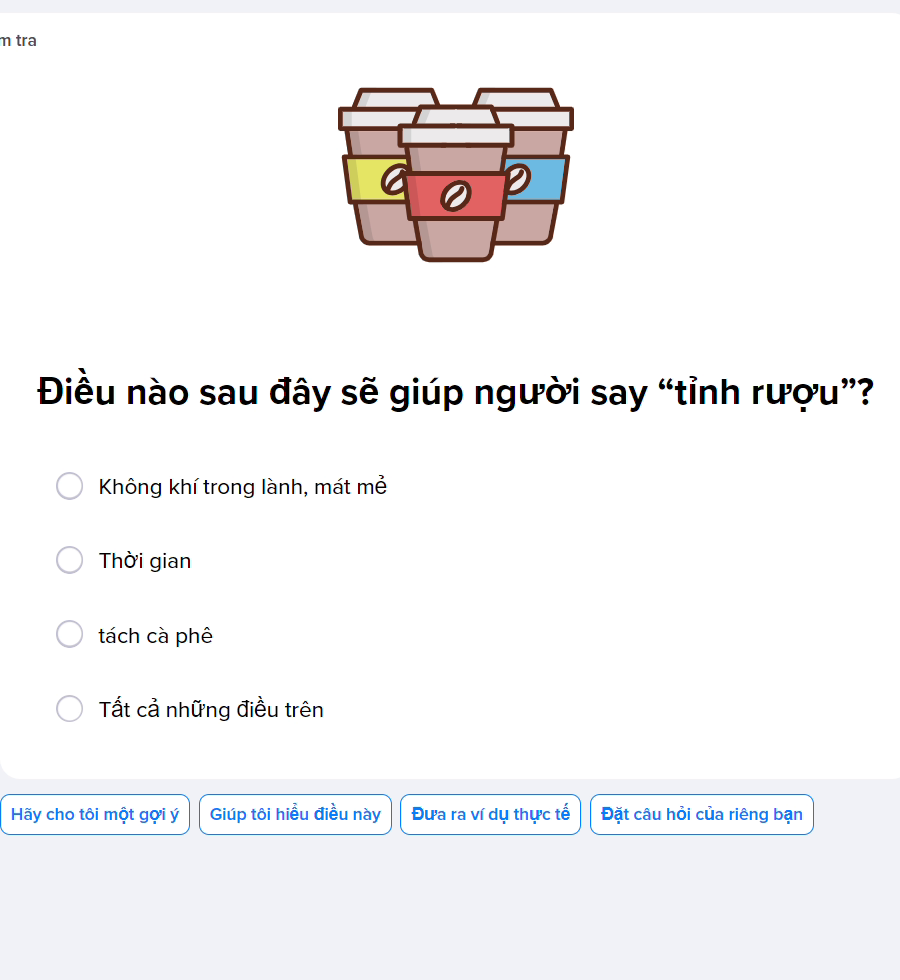 m tra
Điều nào sau đây sẽ giúp người say “tỉnh rượu”?
Không khí trong lành, mát mẻ
Thời gian
tách cà phê
Tất cả những điều trên
Hãy cho tôi một gợi ý
Giúp tôi hiểu điều này
Đưa ra ví dụ thực tế
Đặt câu hỏi của riêng bạn